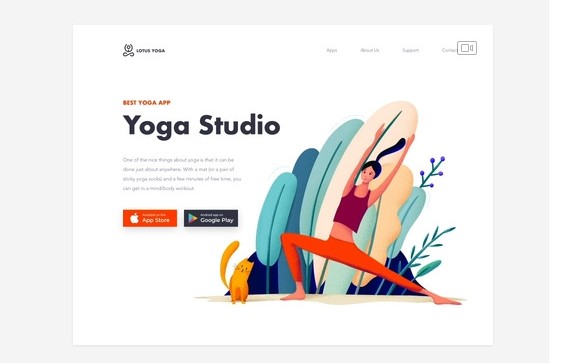 LOTUS YOGA
Apps About Us Support Contact
BEST YOGA APP
Yoga Studio
One of the nice things about yoga is that it can be
done just about anywhere. With a mat (or a pair of
sticky yoga socks) and a few minutes of free time, you
can get in a mind/body workout.
Available on the
App Store
Android app on
Google Play